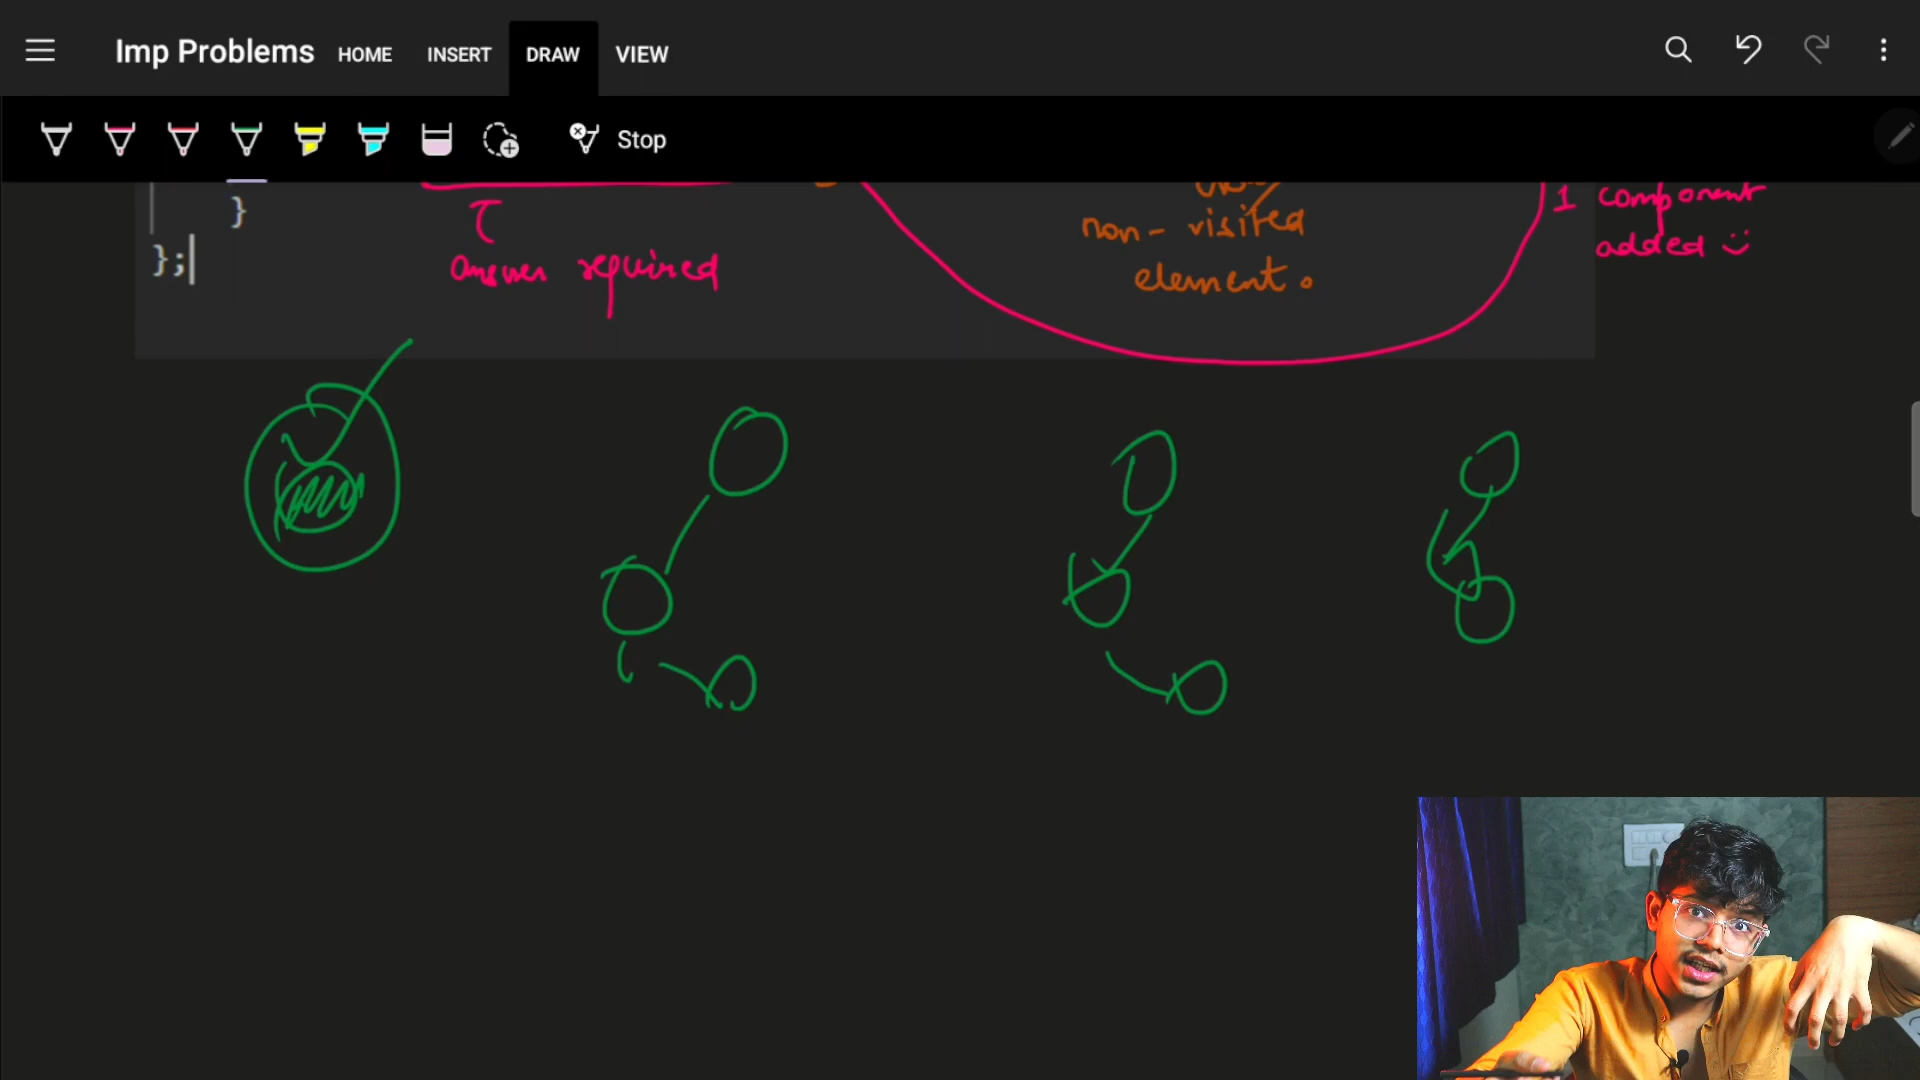 Imp Problems HOME INSERT DRAW VIEW
Stop
}
};
answer required
non-visited
element.
1 component
added :)